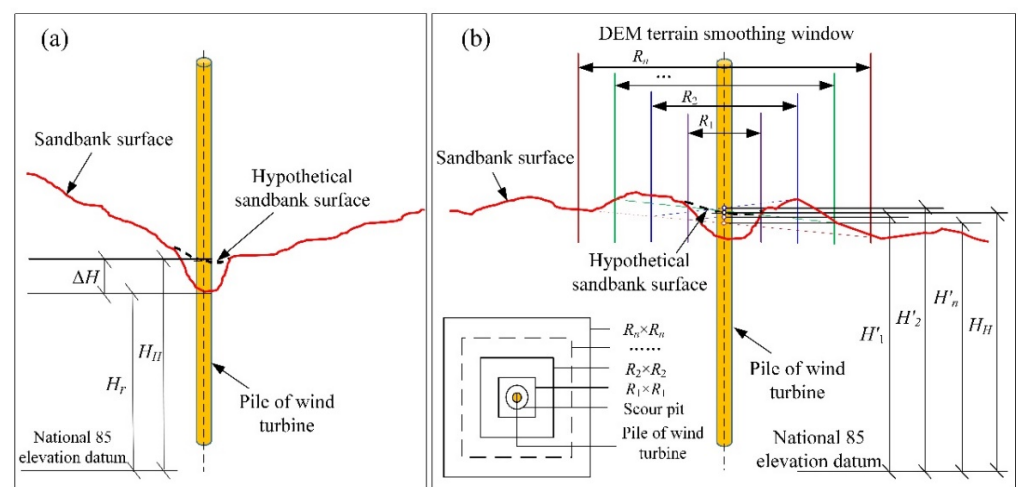 (a)
Sandbank surface
Hypothetical
sandbank surface
ΔH
H_H
H_r
Pile of wind
turbine
National 85
elevation datum
(b)
DEM terrain smoothing window
R_n
...
R_2
R_1
Sandbank surface
Hypothetical
sandbank surface
H'_1
H'_2
H'_n
H_H
R_n×R_n
......
R_2×R_2
R_1×R_1
Scour pit
Pile of wind
turbine
Pile of wind
turbine
National 85
elevation datum